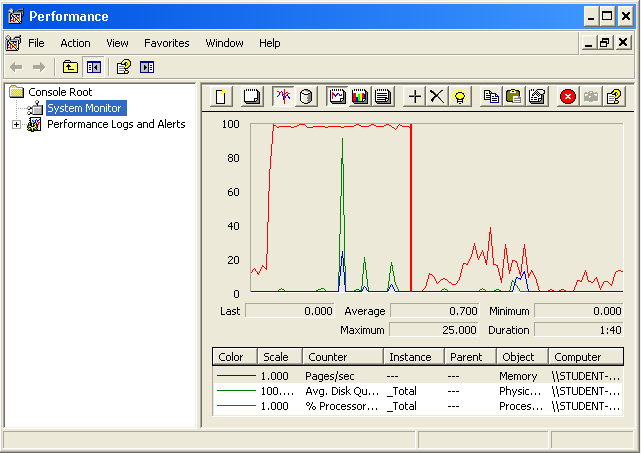 Performance
File Action View Favorites Window Help
Console Root
System Monitor
Performance Logs and Alerts
100
80
60
40
20
0
Last 0.000 Average 0.700 Minimum 0.000
Maximum 25.000 Duration 1:40
Color Scale Counter Instance Parent Object Computer
1.000 Pages/sec --- --- Memory \\STUDENT-...
100.... Avg. Disk Qu... _Total --- Physic... \\STUDENT-...
1.000 % Processor... _Total --- Proces... \\STUDENT-...